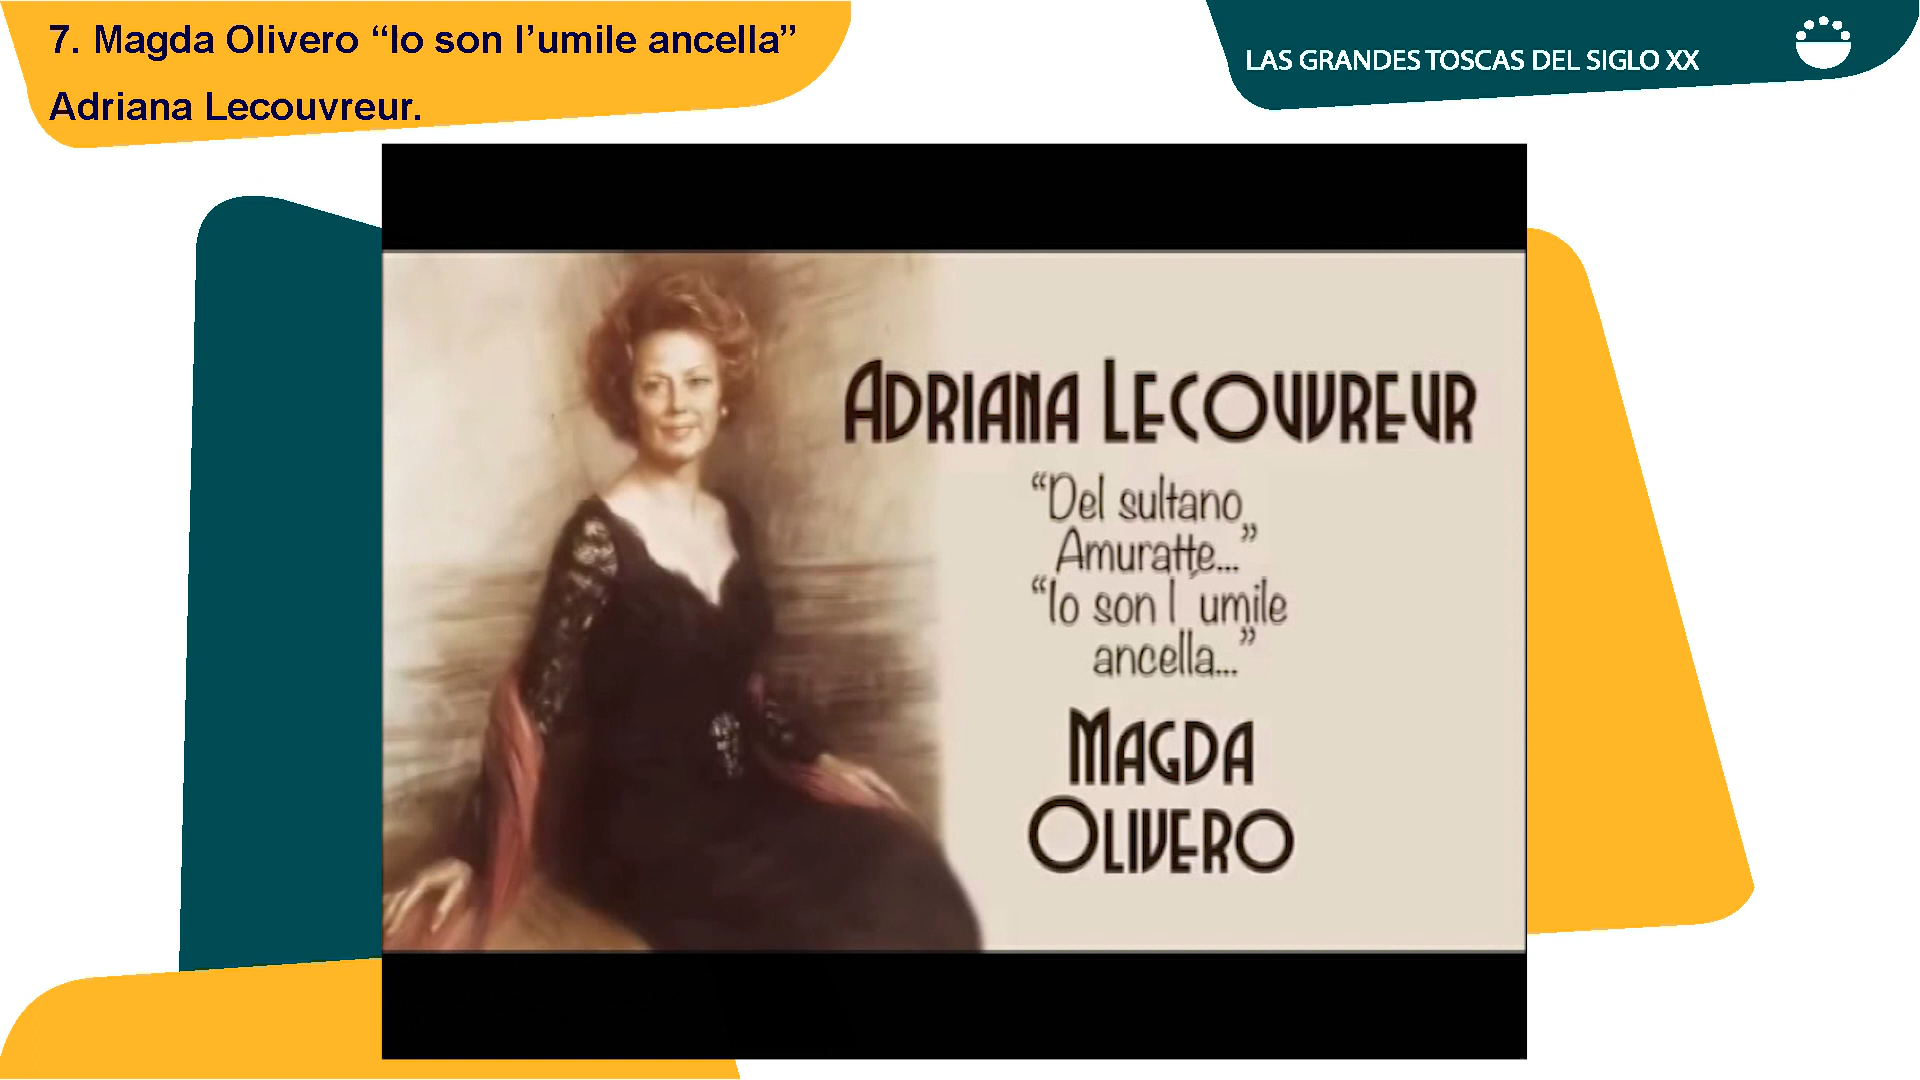 7. Magda Olivero “Io son l’umile ancella”
Adriana Lecouvreur.
LAS GRANDES TOSCAS DEL SIGLO XX
ADRIANA LECOUVREUR
“Del sultano
Amuratte...”
“Io son l´umile
ancella...”
MAGDA
OLIVERO